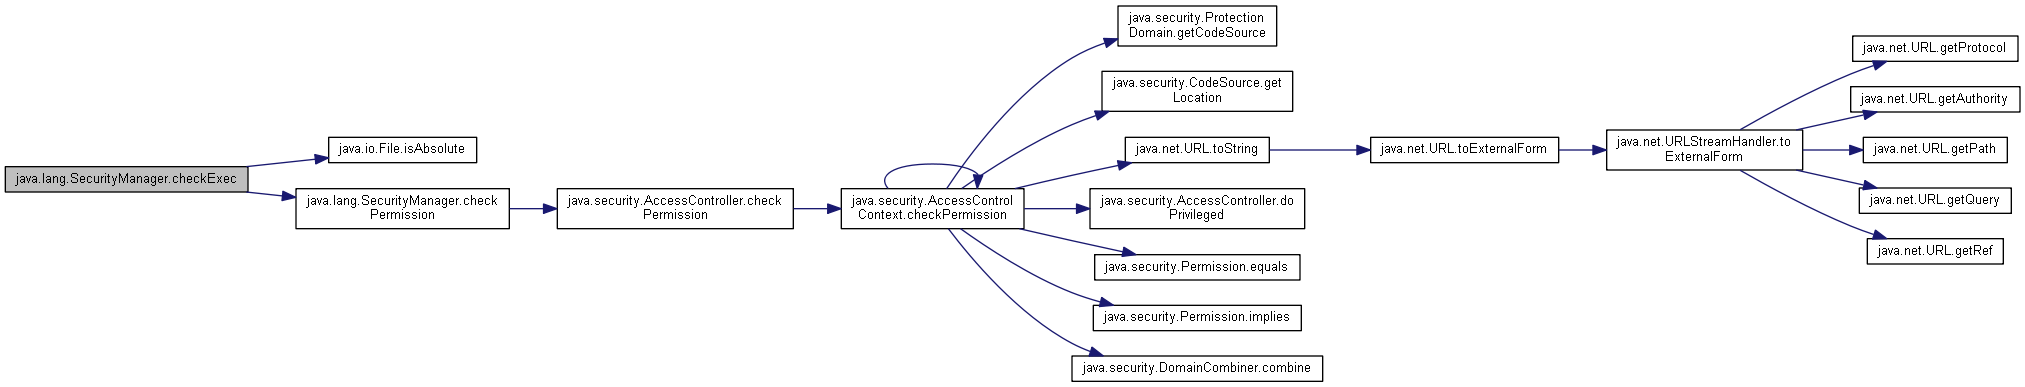 java.lang.SecurityManager.checkExec
java.io.File.isAbsolute
java.lang.SecurityManager.check
Permission
java.security.AccessController.check
Permission
java.security.AccessControl
Context.checkPermission
java.security.Protection
Domain.getCodeSource
java.security.CodeSource.get
Location
java.net.URL.toString
java.security.AccessController.do
Privileged
java.security.Permission.equals
java.security.Permission.implies
java.security.DomainCombiner.combine
java.net.URL.toExternalForm
java.net.URLStreamHandler.to
ExternalForm
java.net.URL.getProtocol
java.net.URL.getAuthority
java.net.URL.getPath
java.net.URL.getQuery
java.net.URL.getRef